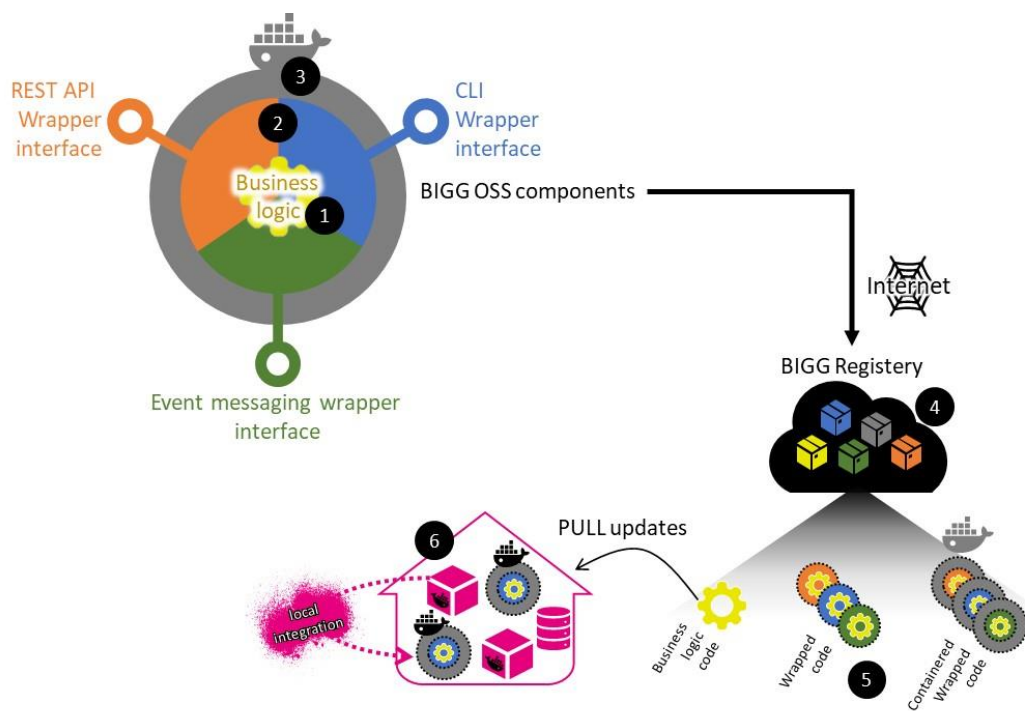 3
REST API
Wrapper
interface
2
CLI
Wrapper
interface
Business
logic
1
BIGG OSS components
Internet
Event messaging wrapper
interface
BIGG Registery
4
6
PULL updates
local
integration
Business
logic
code
Wrapped
code
5
Containered
Wrapped
code